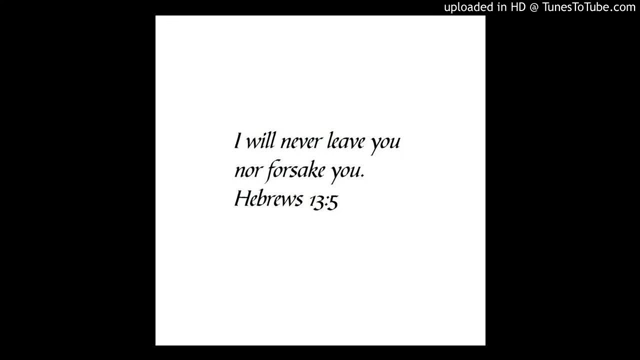 uploaded in HD @ TunesToTube.com
I will never leave you
nor forsake you.
Hebrews 13:5